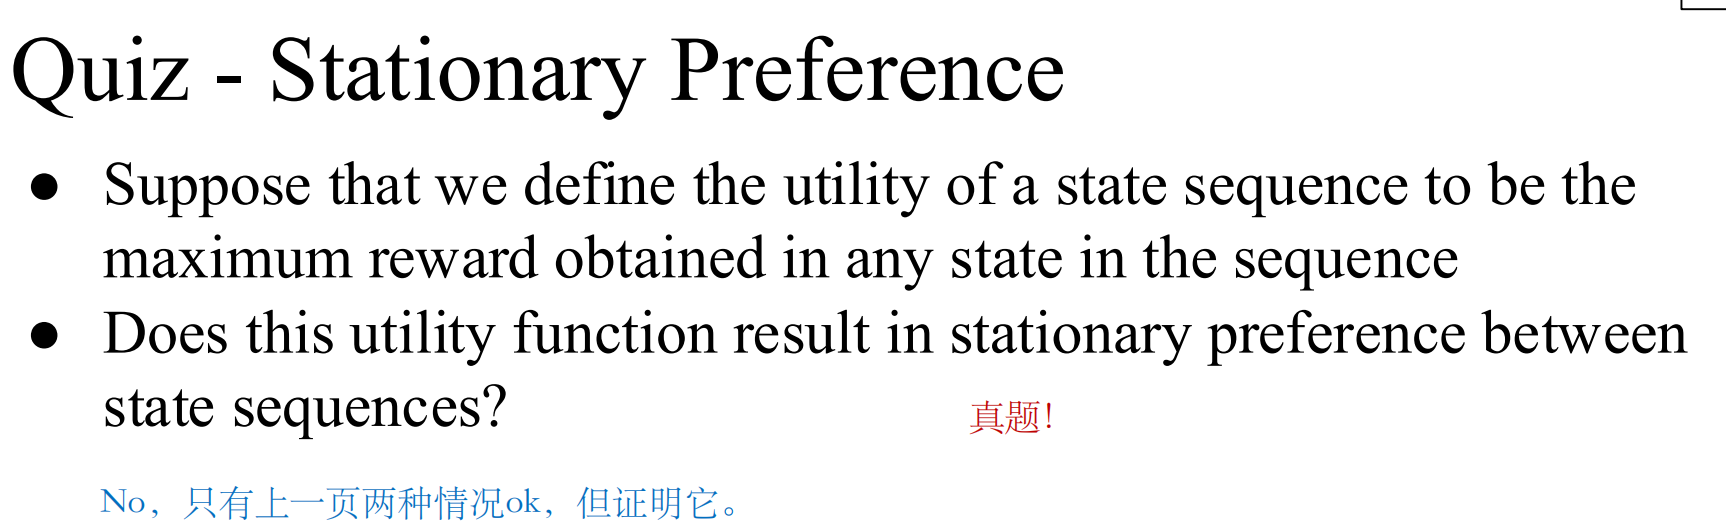 Quiz - Stationary Preference
● Suppose that we define the utility of a state sequence to be the
maximum reward obtained in any state in the sequence
● Does this utility function result in stationary preference between
state sequences?
真题！
No，只有上一页两种情况ok，但证明它。